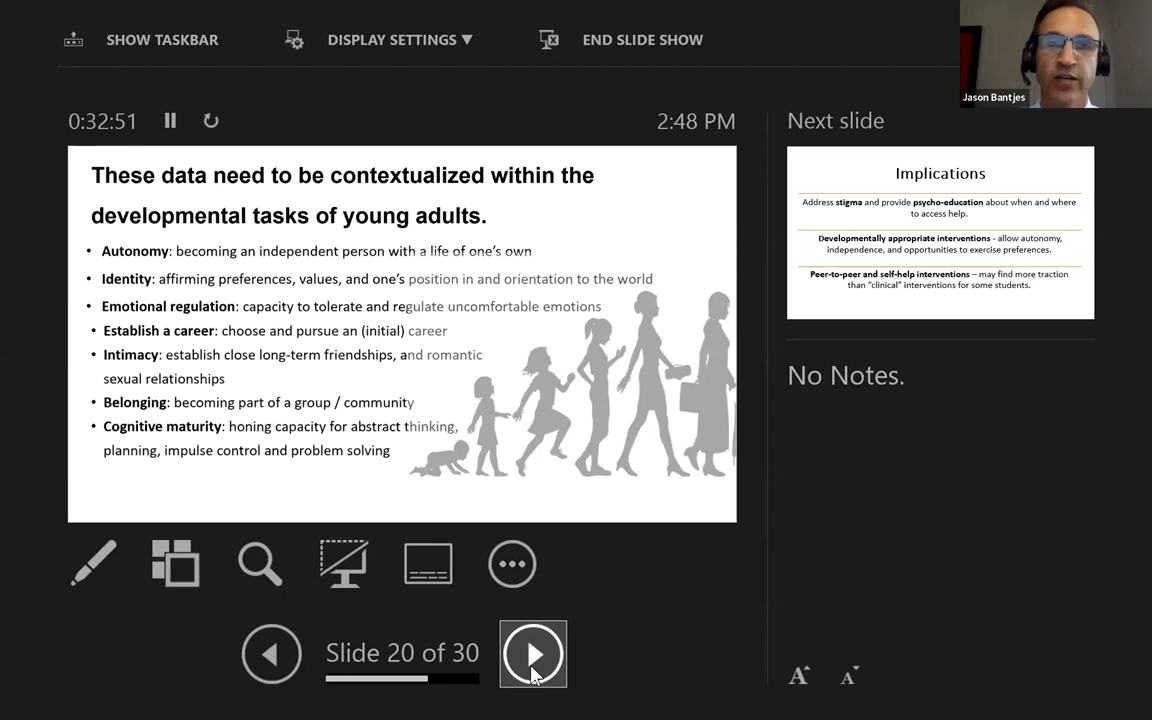 SHOW TASKBAR
DISPLAY SETTINGS ▼
END SLIDE SHOW
Jason Bantjes
0:32:51
2:48 PM
These data need to be contextualized within the
developmental tasks of young adults.
• Autonomy: becoming an independent person with a life of one's own
• Identity: affirming preferences, values, and one's position in and orientation to the world
• Emotional regulation: capacity to tolerate and regulate uncomfortable emotions
• Establish a career: choose and pursue an (initial) career
• Intimacy: establish close long-term friendships, and romantic
sexual relationships
• Belonging: becoming part of a group / community
• Cognitive maturity: honing capacity for abstract thinking,
planning, impulse control and problem solving
Slide 20 of 30
Next slide
Implications
Address stigma and provide psycho-education about when and where
to access help.
Developmentally appropriate interventions - allow autonomy,
independence, and opportunities to exercise preferences.
Peer-to-peer and self-help interventions – may find more traction
than “clinical” interventions for some students.
No Notes.
A A